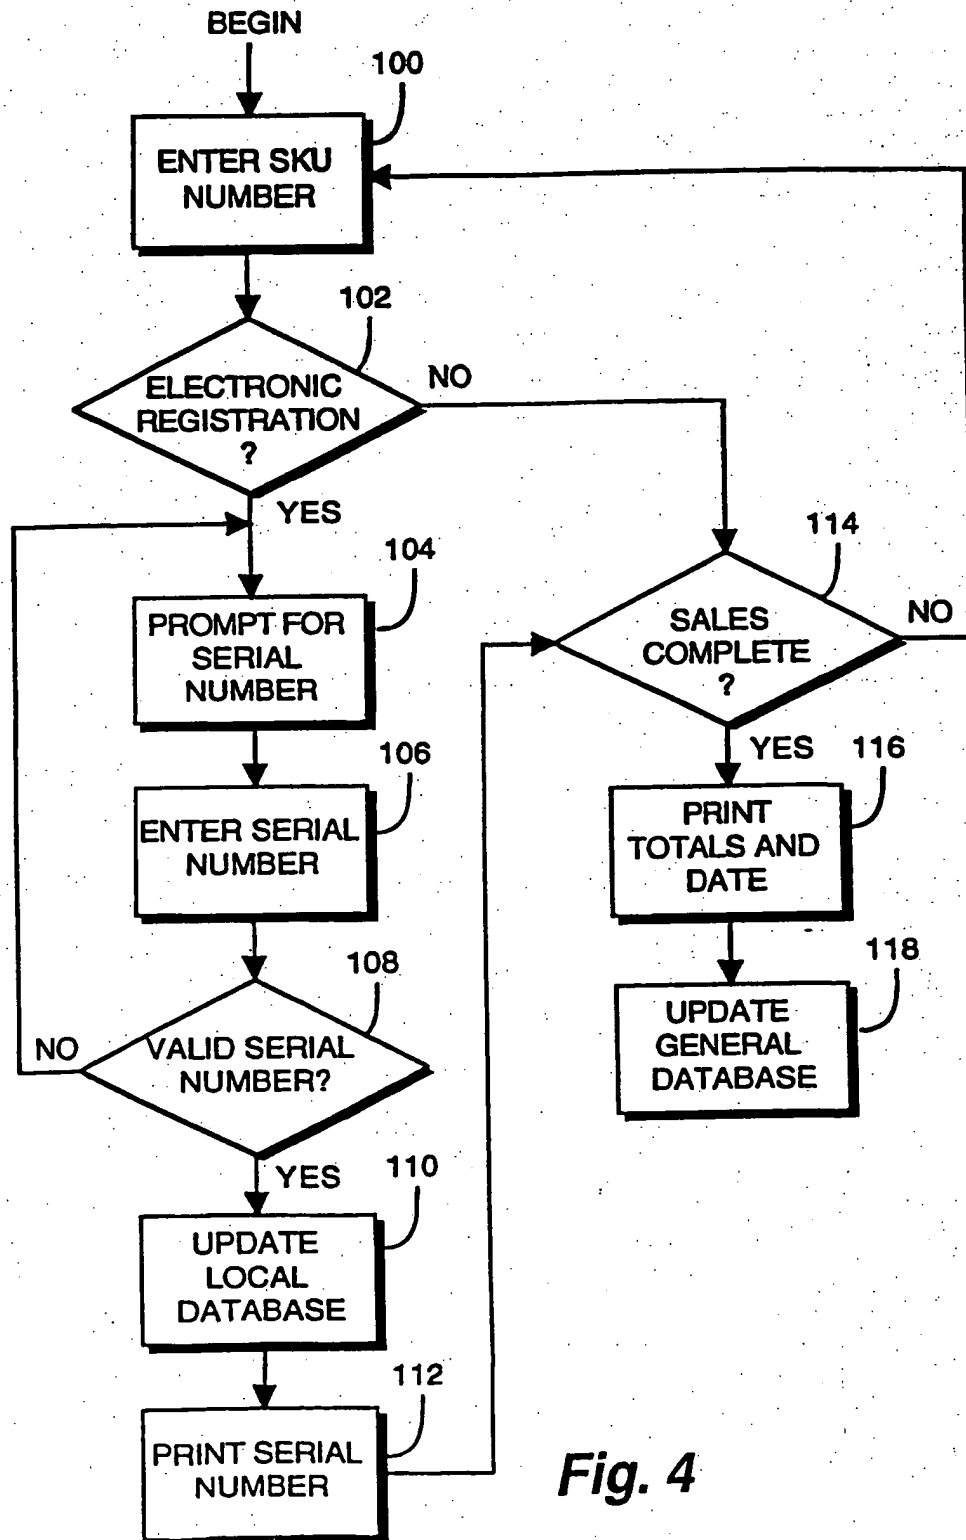 BEGIN
100
ENTER SKU
NUMBER
102
ELECTRONIC
REGISTRATION
?
NO
YES
104
PROMPT FOR
SERIAL
NUMBER
106
ENTER SERIAL
NUMBER
108
VALID SERIAL
NUMBER?
NO
YES
110
UPDATE
LOCAL
DATABASE
112
PRINT SERIAL
NUMBER
114
SALES
COMPLETE
?
NO
YES
116
PRINT
TOTALS AND
DATE
118
UPDATE
GENERAL
DATABASE
Fig. 4